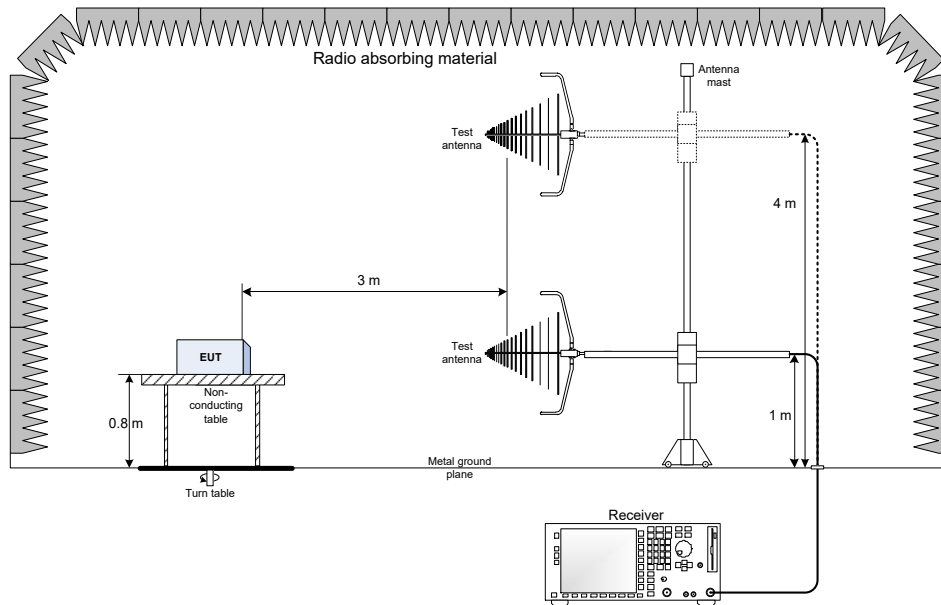 Radio absorbing material
Antenna
mast
Test
antenna
4 m
3 m
Test
antenna
EUT
Non-
conducting
table
0.8 m
1 m
Metal ground
plane
Turn table
Receiver